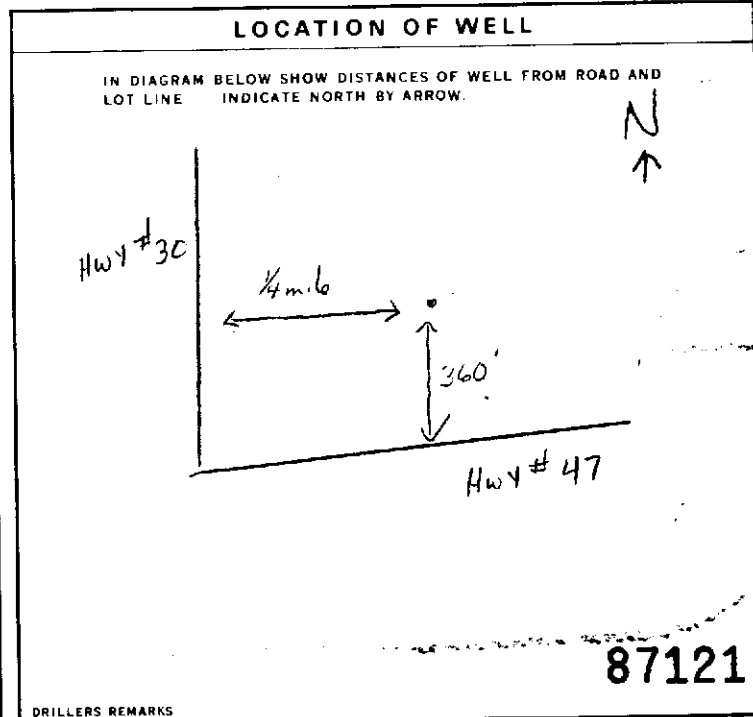 LOCATION OF WELL
IN DIAGRAM BELOW SHOW DISTANCES OF WELL FROM ROAD AND
LOT LINE INDICATE NORTH BY ARROW.
N
Hwy #30
1/4 mile
360'
Hwy # 47
87121
DRILLERS REMARKS